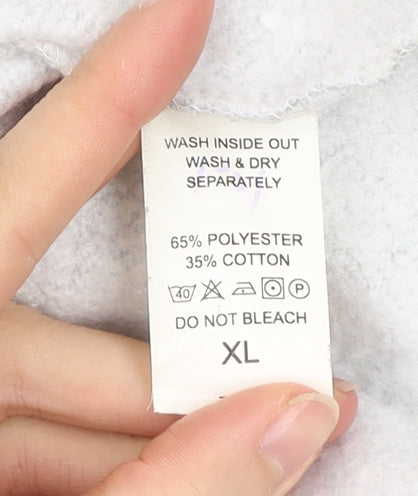 WASH INSIDE OUT
WASH & DRY
SEPARATELY
65% POLYESTER
35% COTTON
40 P
DO NOT BLEACH
XL